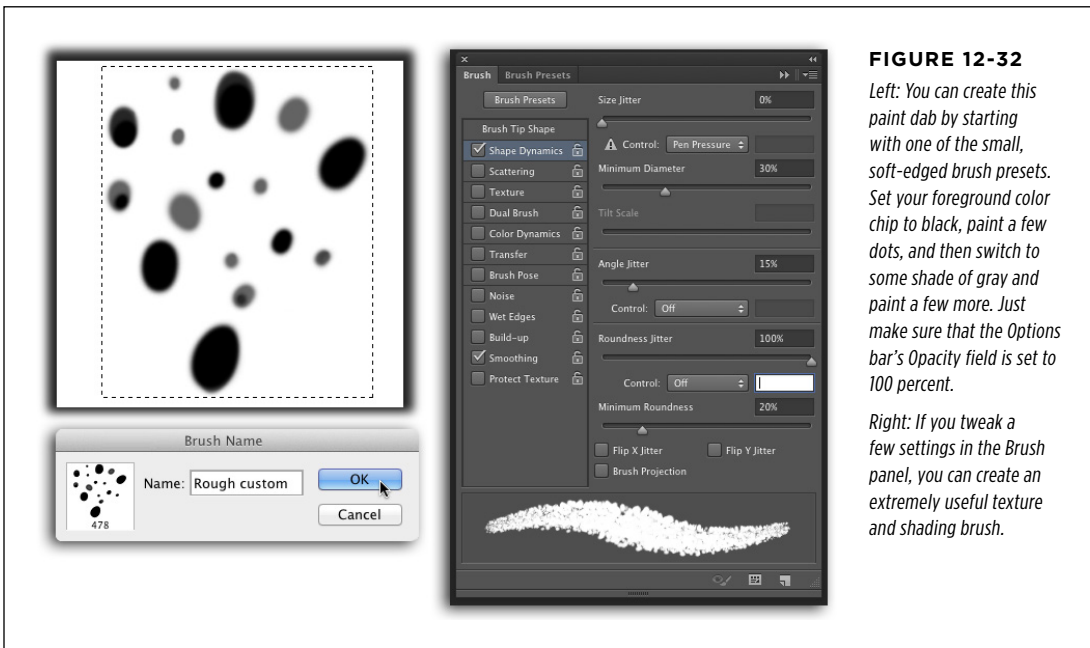 Brush Name
478
Name: Rough custom
OK
Cancel
Brush
Brush Presets
Brush Presets
Brush Tip Shape
Shape Dynamics
Scattering
Texture
Dual Brush
Color Dynamics
Transfer
Brush Pose
Noise
Wet Edges
Build-up
Smoothing
Protect Texture
Size Jitter 0%
Control: Pen Pressure
Minimum Diameter 30%
Tilt Scale
Angle Jitter 15%
Control: Off
Roundness Jitter 100%
Control: Off
Minimum Roundness 20%
Flip X Jitter Flip Y Jitter
Brush Projection
FIGURE 12-32
Left: You can create this
paint dab by starting
with one of the small,
soft-edged brush presets.
Set your foreground color
chip to black, paint a few
dots, and then switch to
some shade of gray and
paint a few more. Just
make sure that the Options
bar's Opacity field is set to
100 percent.
Right: If you tweak a
few settings in the Brush
panel, you can create an
extremely useful texture
and shading brush.